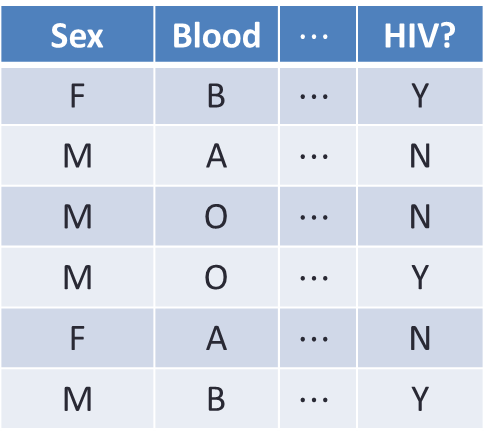 Sex Blood ... HIV?
F B ... Y
M A ... N
M O ... N
M O ... Y
F A ... N
M B ... Y